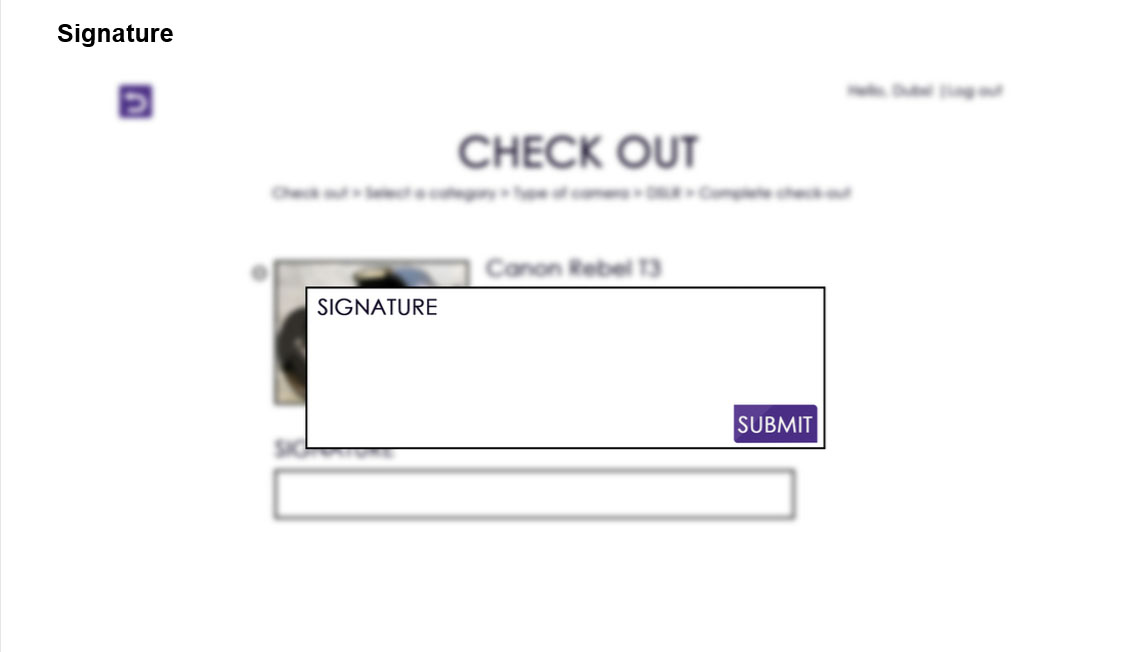 Signature
Hello, Dubs! | Log out
CHECK OUT
Check out > Select a category > Type of camera > DSLR > Complete check-out
Canon Rebel T3
SIGNATURE
SUBMIT
SIGNATURE